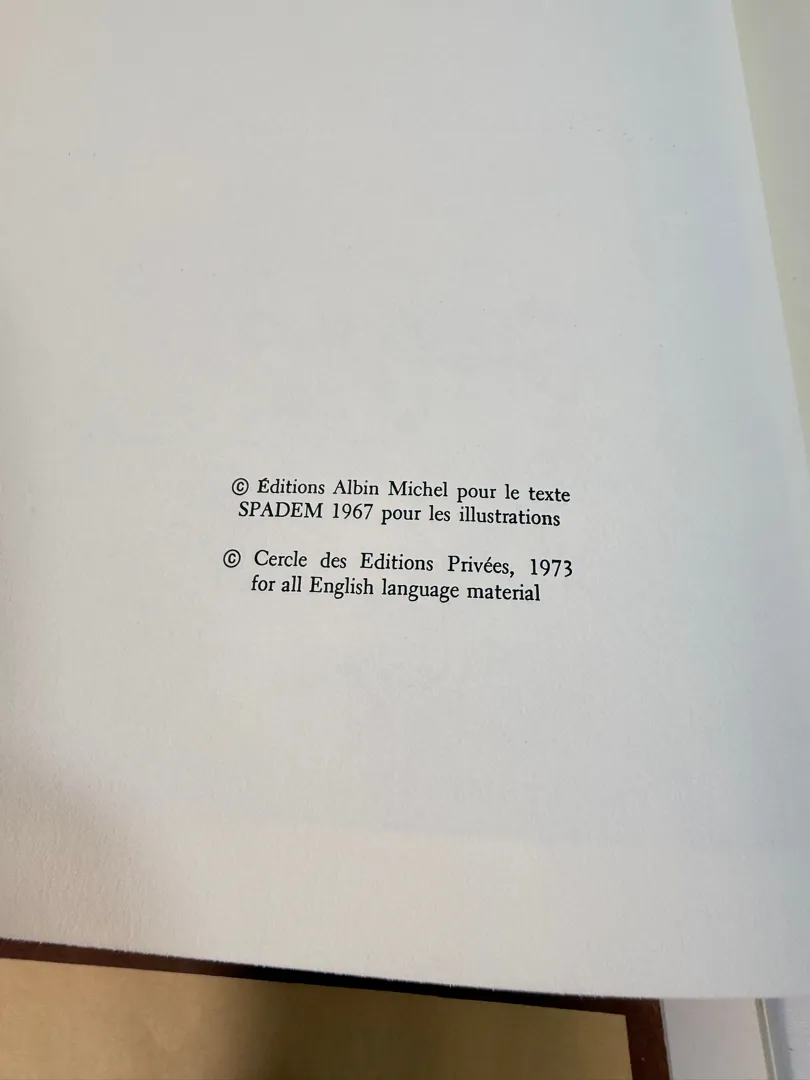 © Éditions Albin Michel pour le texte
SPADEM 1967 pour les illustrations
© Cercle des Editions Privées, 1973
for all English language material